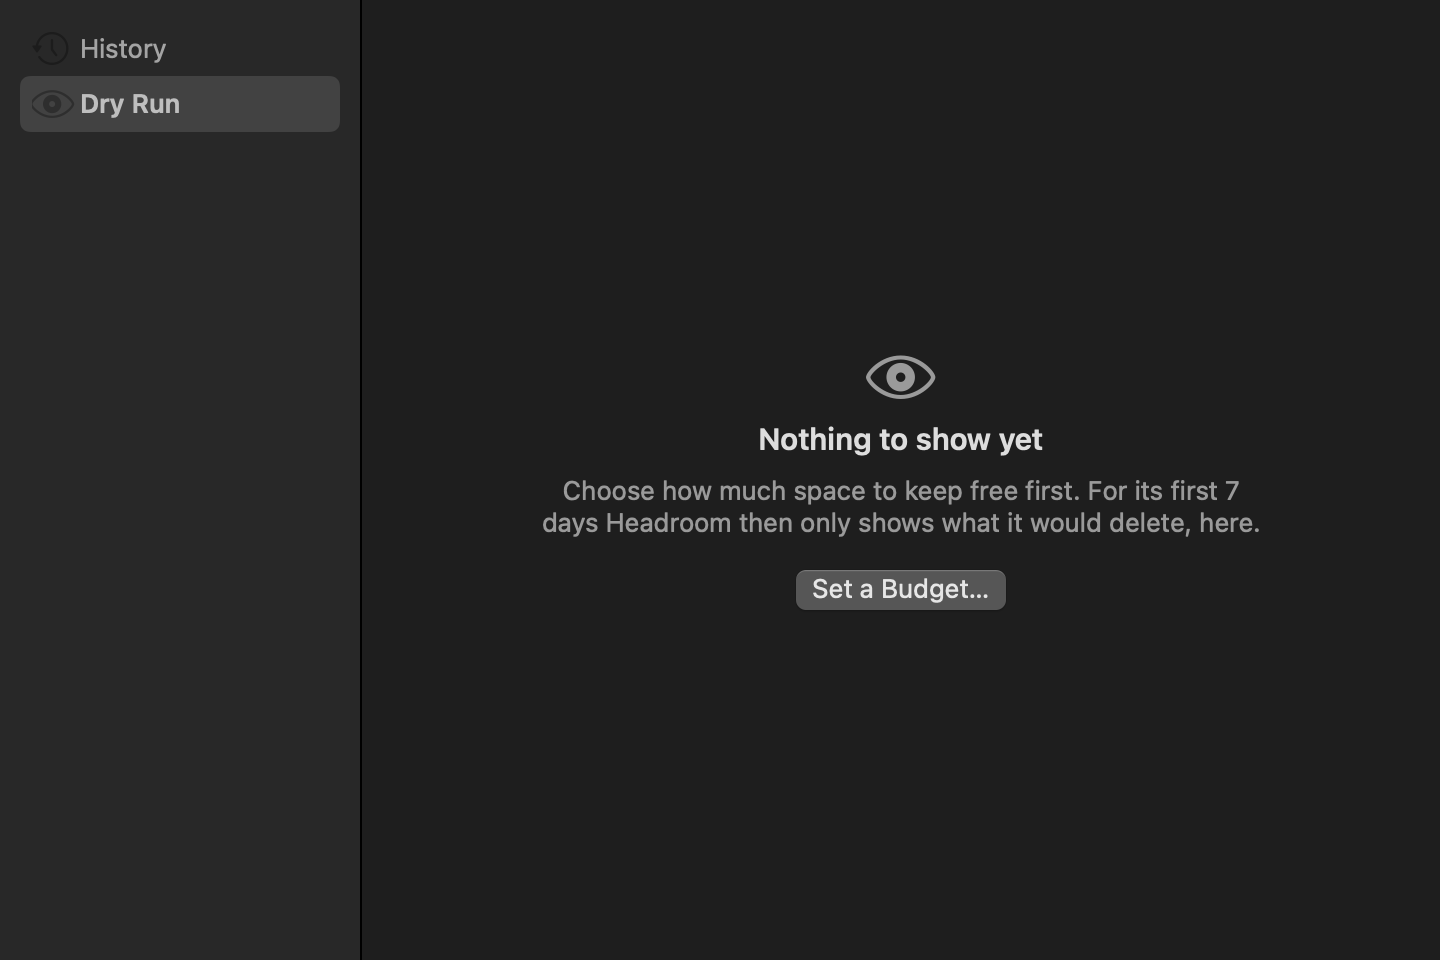 History
Dry Run
Nothing to show yet
Choose how much space to keep free first. For its first 7
days Headroom then only shows what it would delete, here.
Set a Budget...